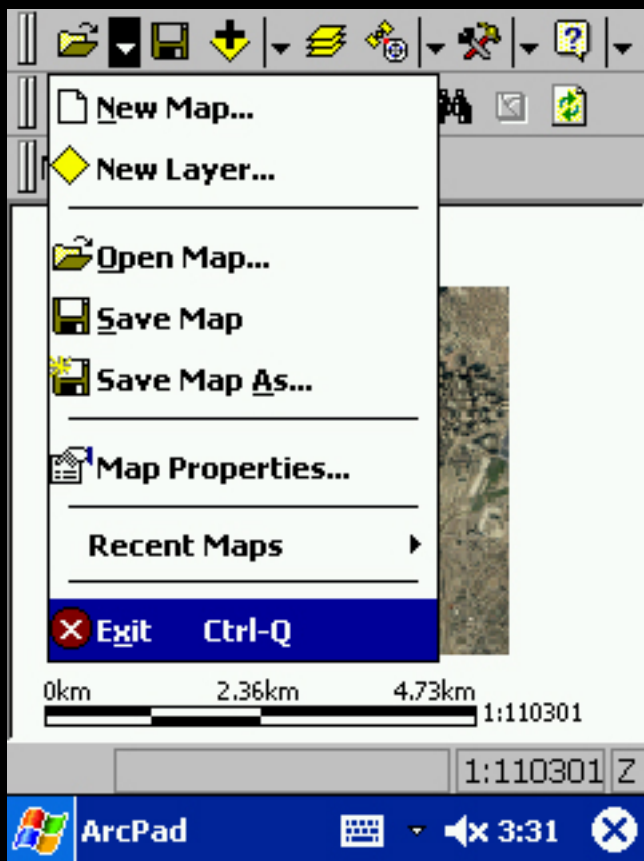 New Map...
New Layer...
Open Map...
Save Map
Save Map As...
Map Properties...
Recent Maps
Exit Ctrl-Q
0km 2.36km 4.73km
1:110301
1:110301 Z
ArcPad 3:31